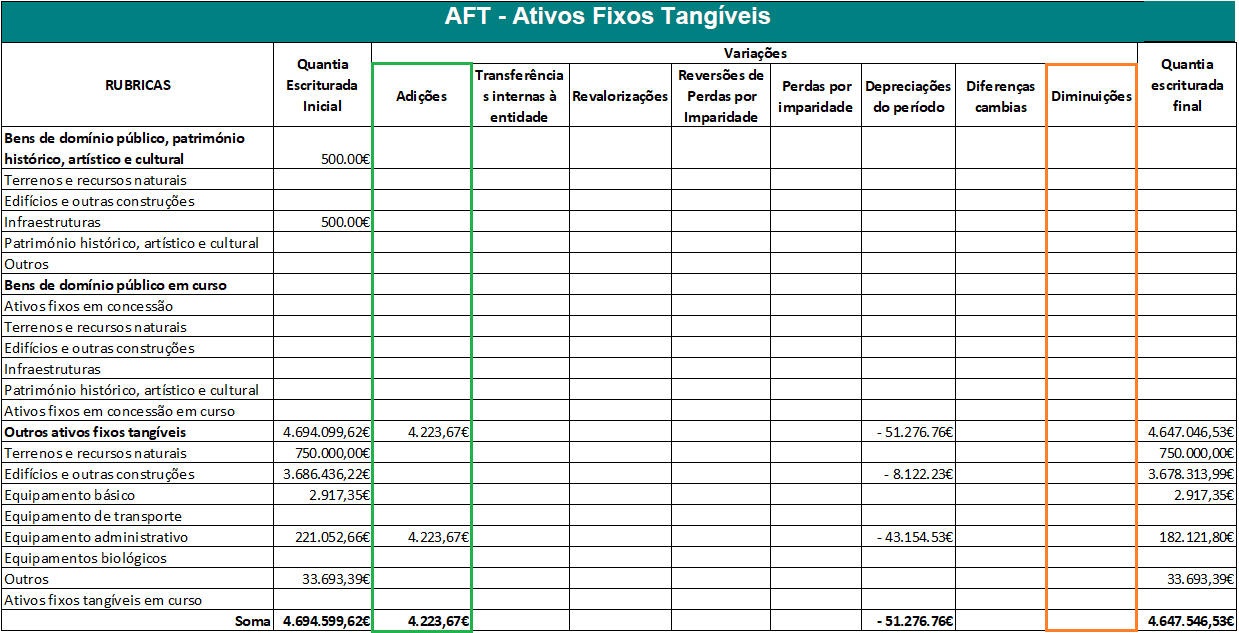 AFT - Ativos Fixos Tangíveis
RUBRICAS
Quantia
Escriturada
Inicial
Variações
Quantia
escriturada
final
Adições
Transferência
s internas à
entidade
Revalorizações
Reversões de
Perdas por
Imparidade
Perdas por
imparidade
Depreciações
do período
Diferenças
cambias
Diminuições
Bens de domínio público, património
histórico, artístico e cultural 500.00€
Terrenos e recursos naturais
Edifícios e outras construções
Infraestruturas 500.00€
Património histórico, artístico e cultural
Outros
Bens de domínio público em curso
Ativos fixos em concessão
Terrenos e recursos naturais
Edifícios e outras construções
Infraestruturas
Património histórico, artístico e cultural
Ativos fixos em concessão em curso
Outros ativos fixos tangíveis 4.694.099,62€ 4.223,67€ - 51.276.76€ 4.647.046,53€
Terrenos e recursos naturais 750.000,00€ 750.000,00€
Edifícios e outras construções 3.686.436,22€ - 8.122.23€ 3.678.313,99€
Equipamento básico 2.917,35€ 2.917,35€
Equipamento de transporte
Equipamento administrativo 221.052,66€ 4.223,67€ - 43.154.53€ 182.121,80€
Equipamentos biológicos
Outros 33.693,39€ 33.693,39€
Ativos fixos tangíveis em curso
Soma 4.694.599,62€ 4.223,67€ - 51.276.76€ 4.647.546,53€